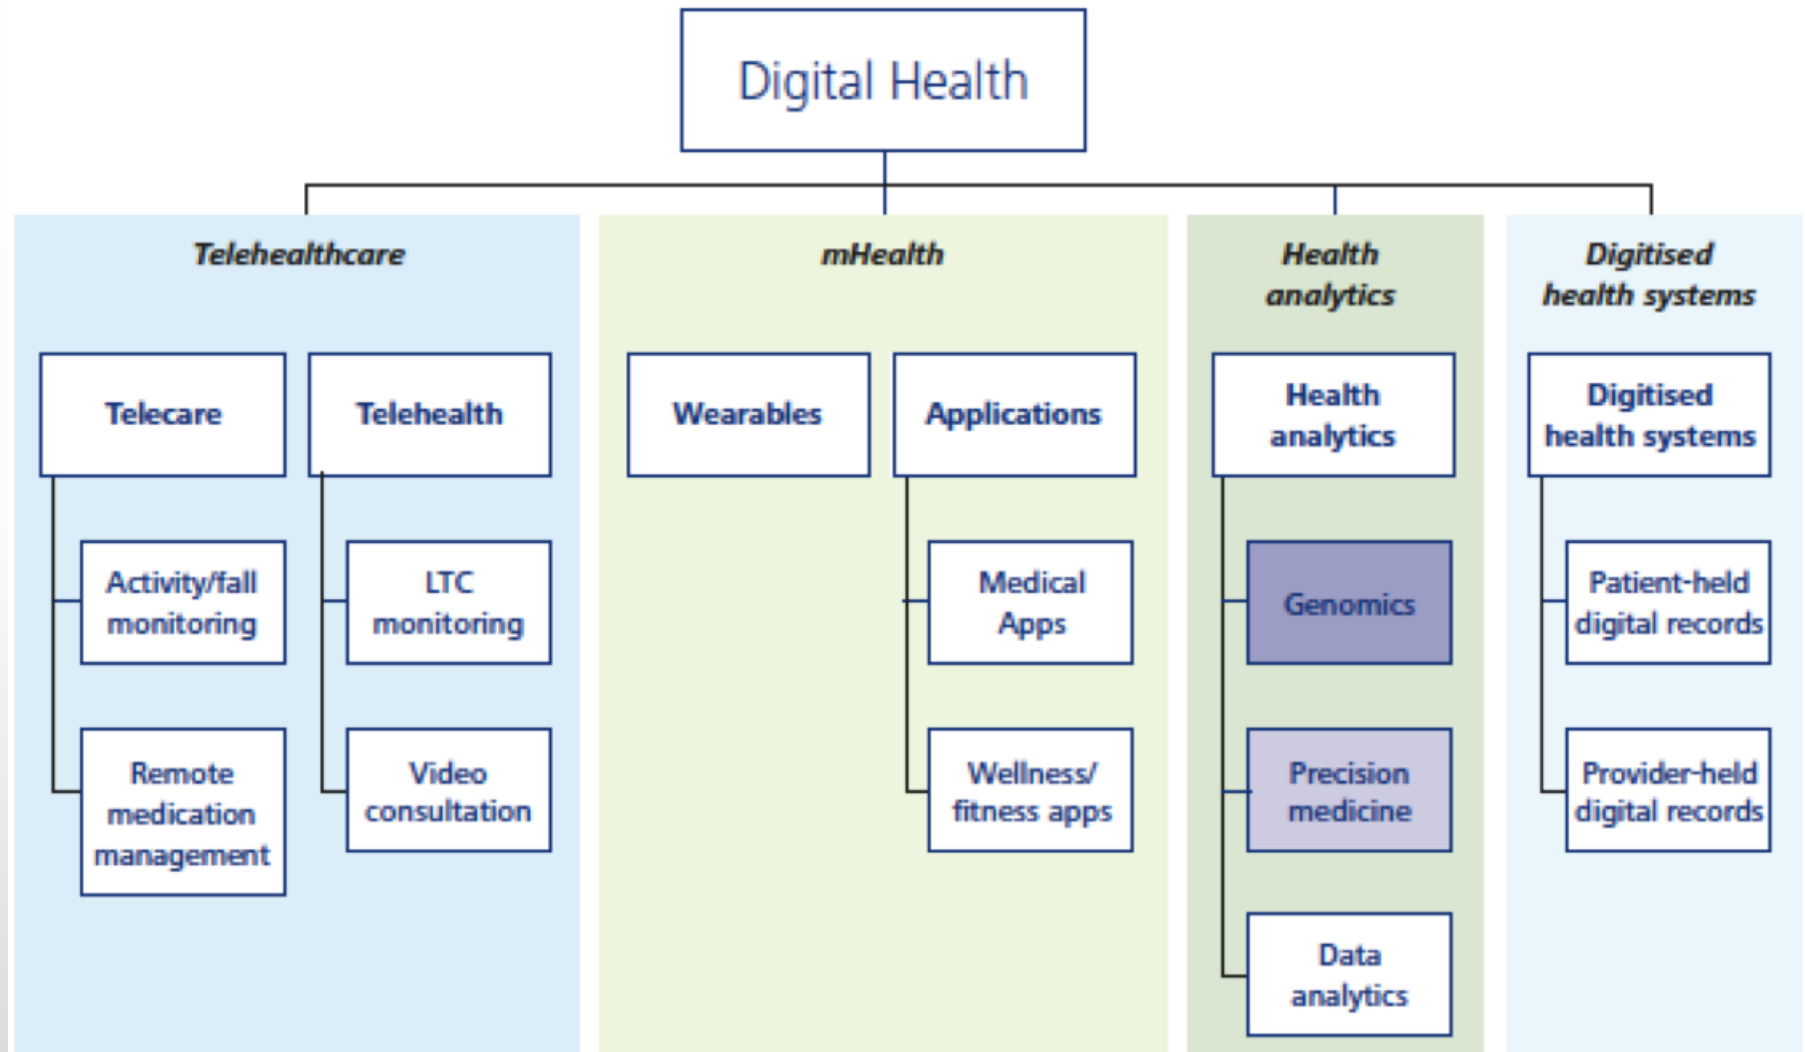 Digital Health
Telehealthcare
mHealth
Health
analytics
Digitised
health systems
Telecare
Telehealth
Wearables
Applications
Health
analytics
Digitised
health systems
Activity/fall
monitoring
LTC
monitoring
Medical
Apps
Genomics
Patient-held
digital records
Remote
medication
management
Video
consultation
Wellness/
fitness apps
Precision
medicine
Provider-held
digital records
Data
analytics